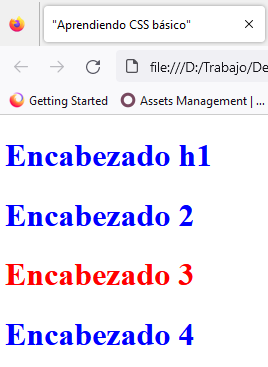 "Aprendiendo CSS básico"
file:///D:/Trabajo/De
Getting Started
Assets Management |
Encabezado h1
Encabezado 2
Encabezado 3
Encabezado 4